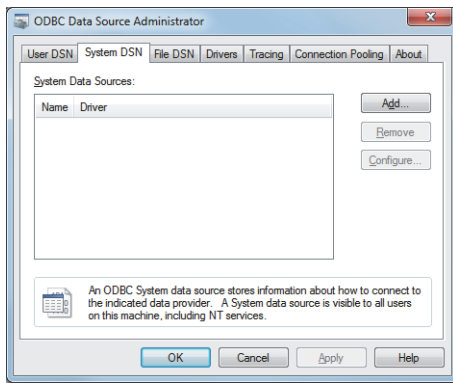 ODBC Data Source Administrator
User DSN System DSN File DSN Drivers Tracing Connection Pooling About
System Data Sources:
Name Driver
Add...
Remove
Configure...
An ODBC System data source stores information about how to connect to
the indicated data provider. A System data source is visible to all users
on this machine, including NT services.
OK Cancel Apply Help